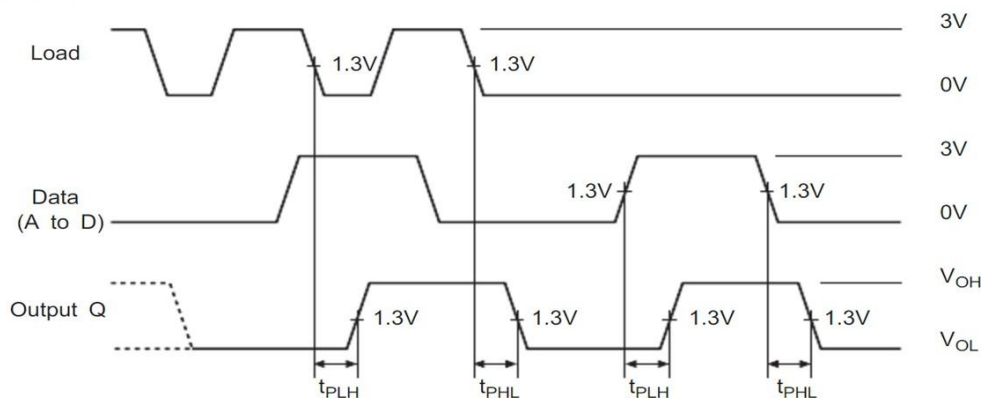 3V
Load
1.3V
1.3V
0V
3V
Data
(A to D)
1.3V
1.3V
0V
VOH
Output Q
1.3V
1.3V
1.3V
1.3V
VOL
tPLH
tPHL
tPLH
tPHL